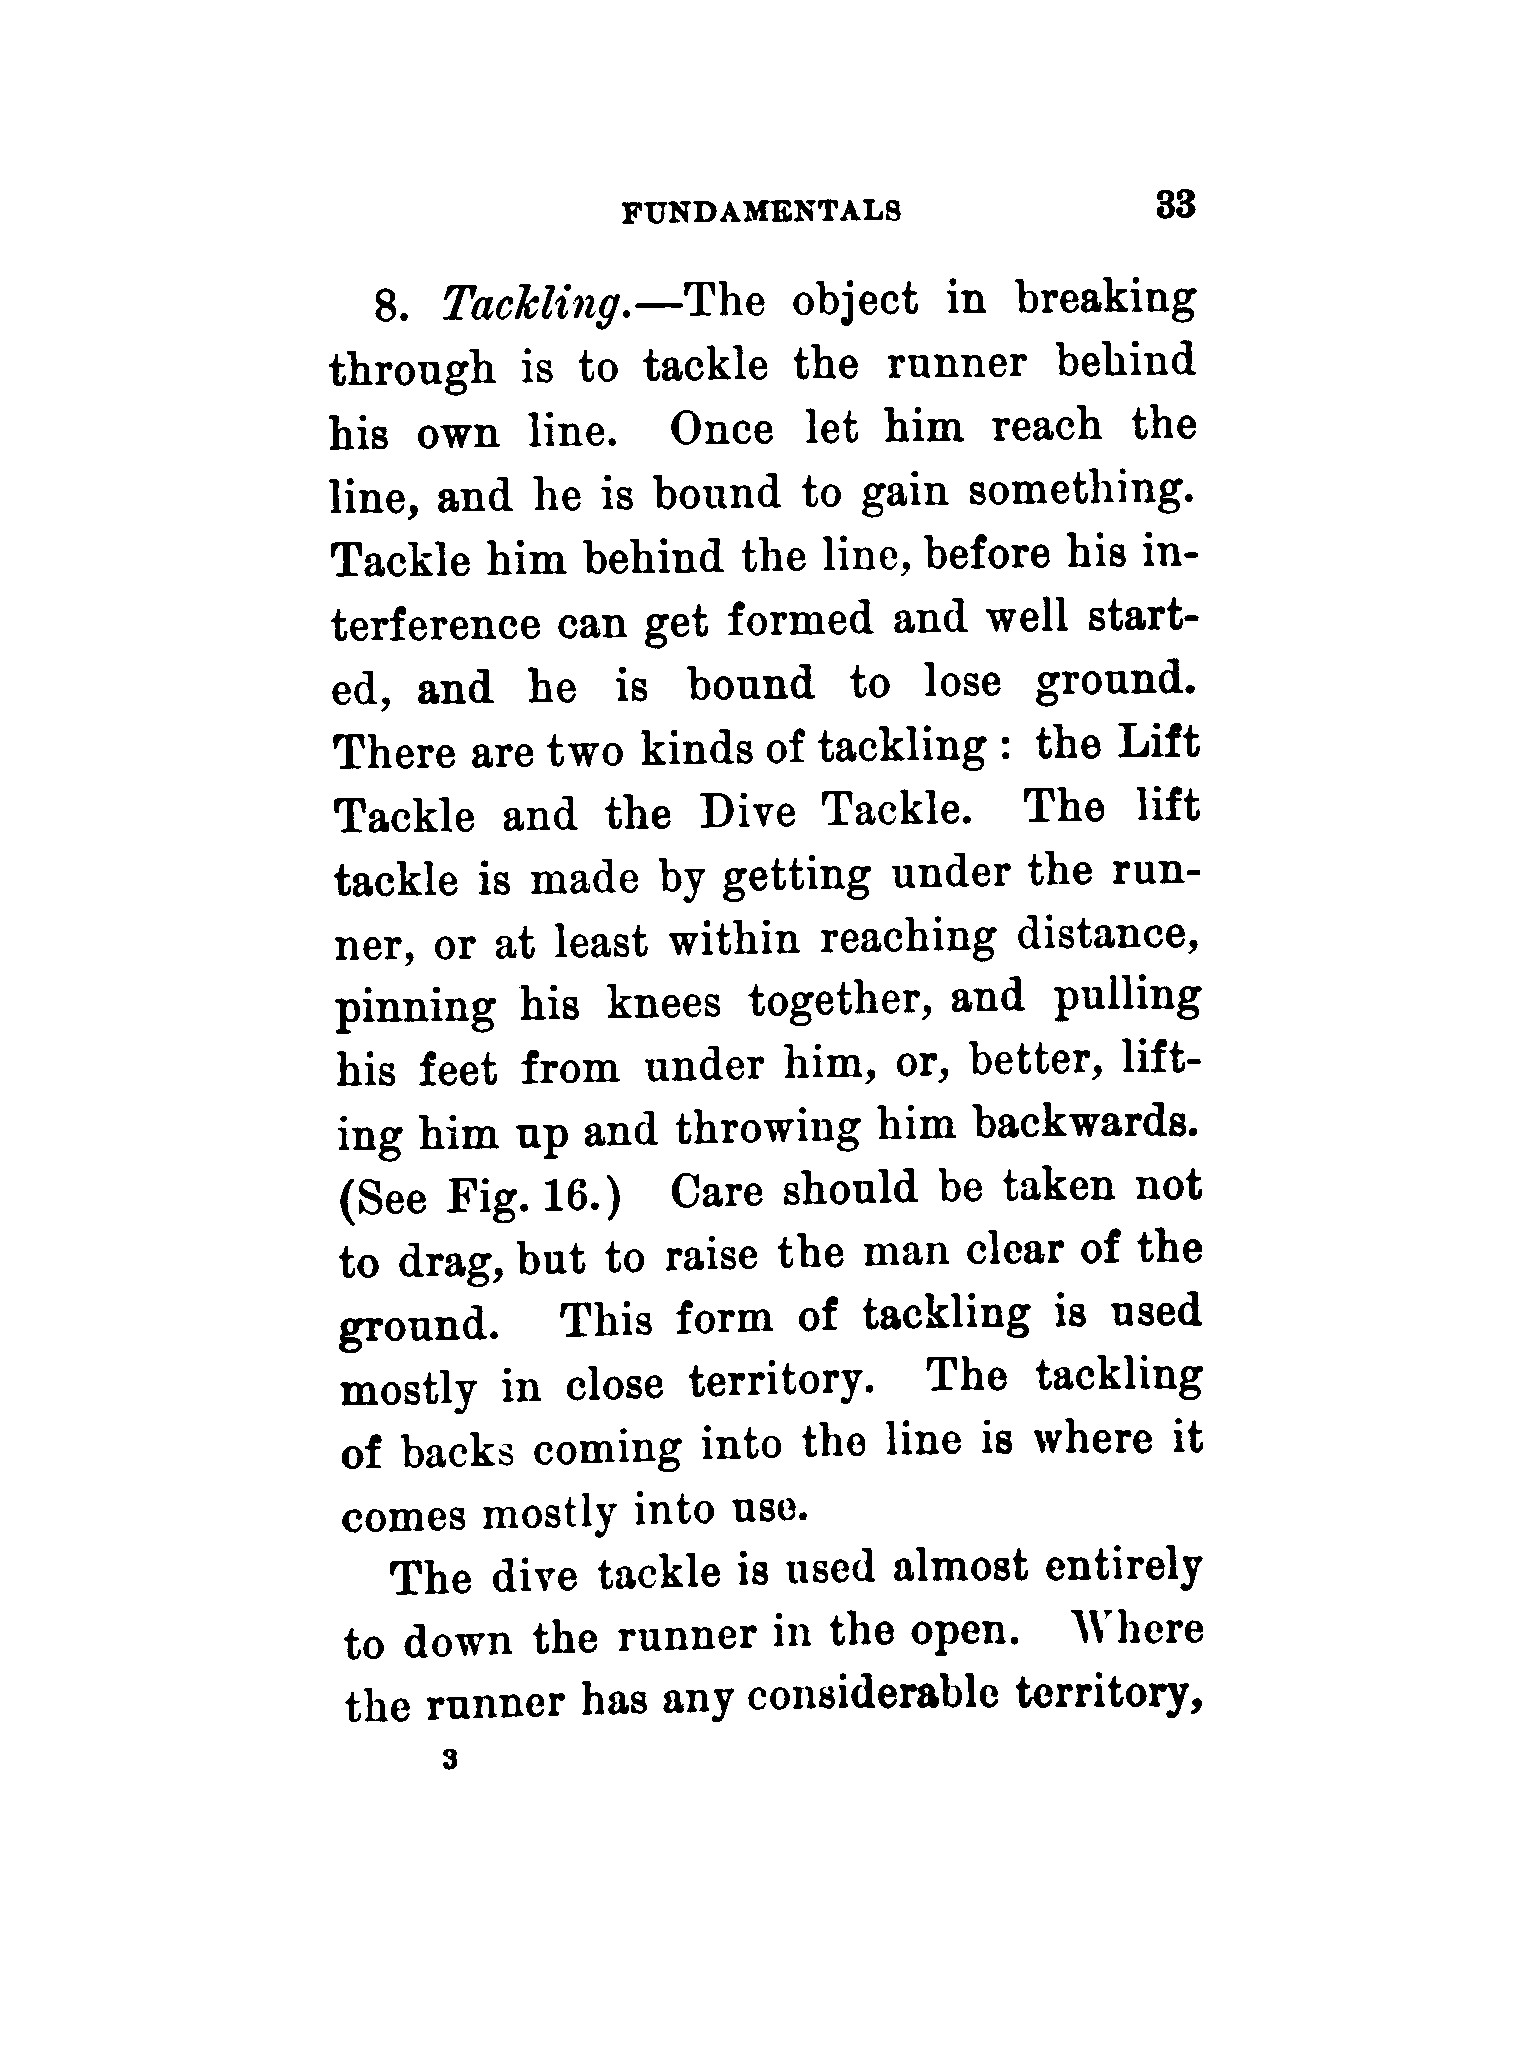 FUNDAMENTALS 33
8. Tackling.—The object in breaking
through is to tackle the runner behind
his own line. Once let him reach the
line, and he is bound to gain something.
Tackle him behind the line, before his in-
terference can get formed and well start-
ed, and he is bound to lose ground.
There are two kinds of tackling : the Lift
Tackle and the Dive Tackle. The lift
tackle is made by getting under the run-
ner, or at least within reaching distance,
pinning his knees together, and pulling
his feet from under him, or, better, lift-
ing him up and throwing him backwards.
(See Fig. 16.) Care should be taken not
to drag, but to raise the man clear of the
ground. This form of tackling is used
mostly in close territory. The tackling
of backs coming into the line is where it
comes mostly into use.
The dive tackle is used almost entirely
to down the runner in the open. Where
the runner has any considerable territory,
3